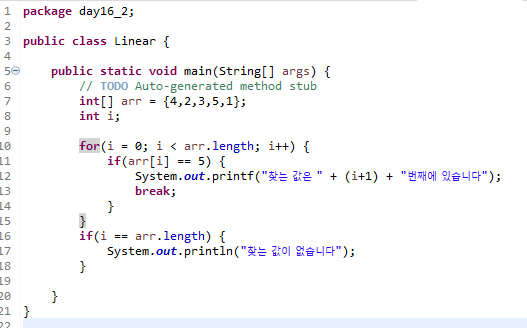 1 package day16_2;
2
3 public class Linear {
4
5 public static void main(String[] args) {
6 // TODO Auto-generated method stub
7 int[] arr = {4,2,3,5,1};
8 int i;
9
10 for(i = 0; i < arr.length; i++) {
11 if(arr[i] == 5) {
12 System.out.printf("찾는 값은 " + (i+1) + "번째에 있습니다");
13 break;
14 }
15 }
16 if(i == arr.length) {
17 System.out.println("찾는 값이 없습니다");
18 }
19
20 }
21 }
22